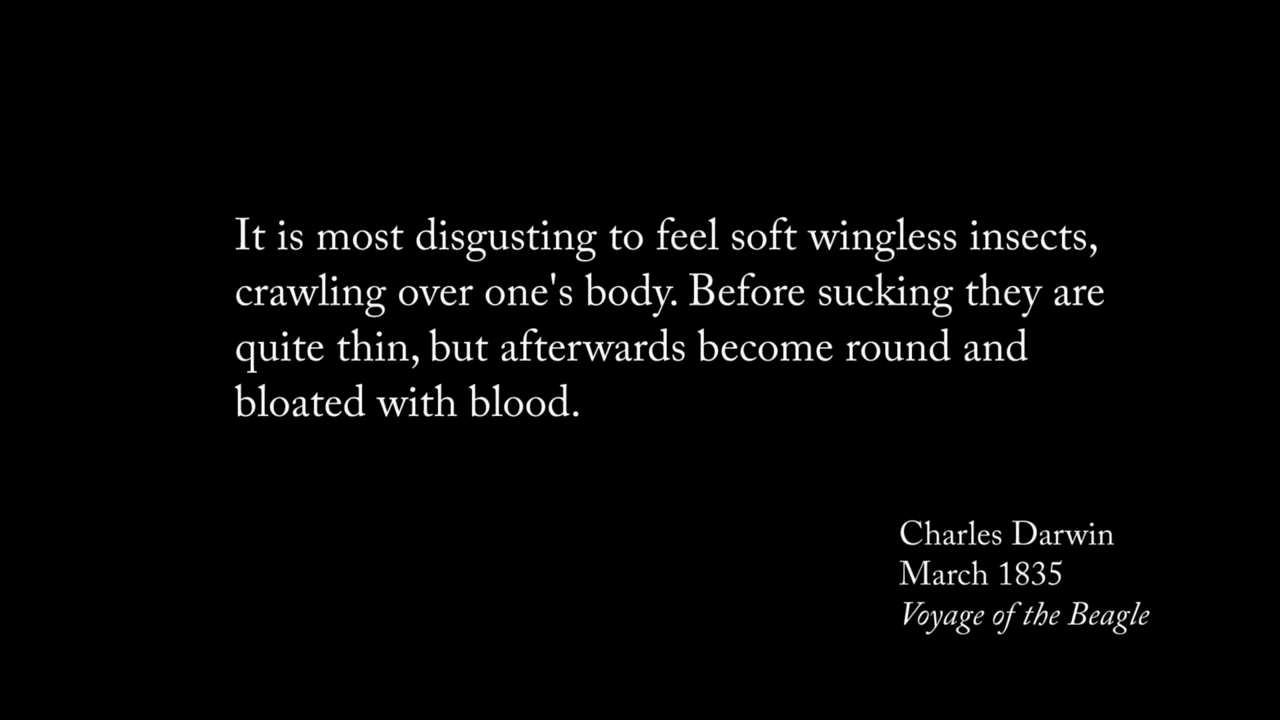 It is most disgusting to feel soft wingless insects,
crawling over one's body. Before sucking they are
quite thin, but afterwards become round and
bloated with blood.
Charles Darwin
March 1835
Voyage of the Beagle